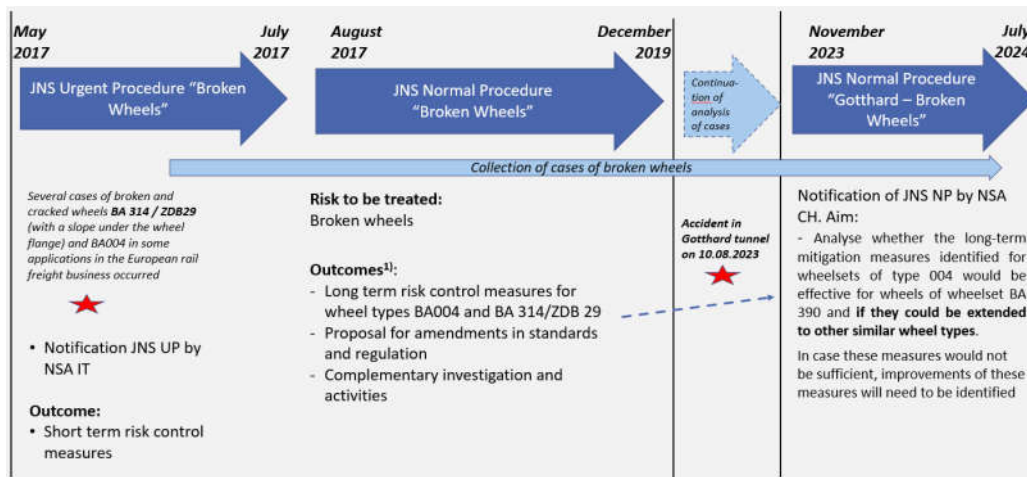 May
2017
July
2017
August
2017
December
2019
November
2023
July
2024
JNS Urgent Procedure “Broken
Wheels”
JNS Normal Procedure
“Broken Wheels”
Continua-
tion of
analysis
of cases
JNS Normal Procedure
“Gotthard – Broken
Wheels”
Collection of cases of broken wheels
Several cases of broken and
cracked wheels BA 314 / ZDB29
(with a slope under the wheel
flange) and BA004 in some
applications in the European rail
freight business occurred
• Notification JNS UP by
NSA IT
Outcome:
• Short term risk control
measures
Risk to be treated:
Broken wheels
Outcomes¹⁾:
- Long term risk control measures for
wheel types BA004 and BA 314/ZDB 29
- Proposal for amendments in standards
and regulation
- Complementary investigation and
activities
Accident in
Gotthard tunnel
on 10.08.2023
Notification of JNS NP by NSA
CH. Aim:
- Analyse whether the long-term
mitigation measures identified for
wheelsets of type 004 would be
effective for wheels of wheelset BA
390 and if they could be extended
to other similar wheel types.
In case these measures would not
be sufficient, improvements of these
measures will need to be identified